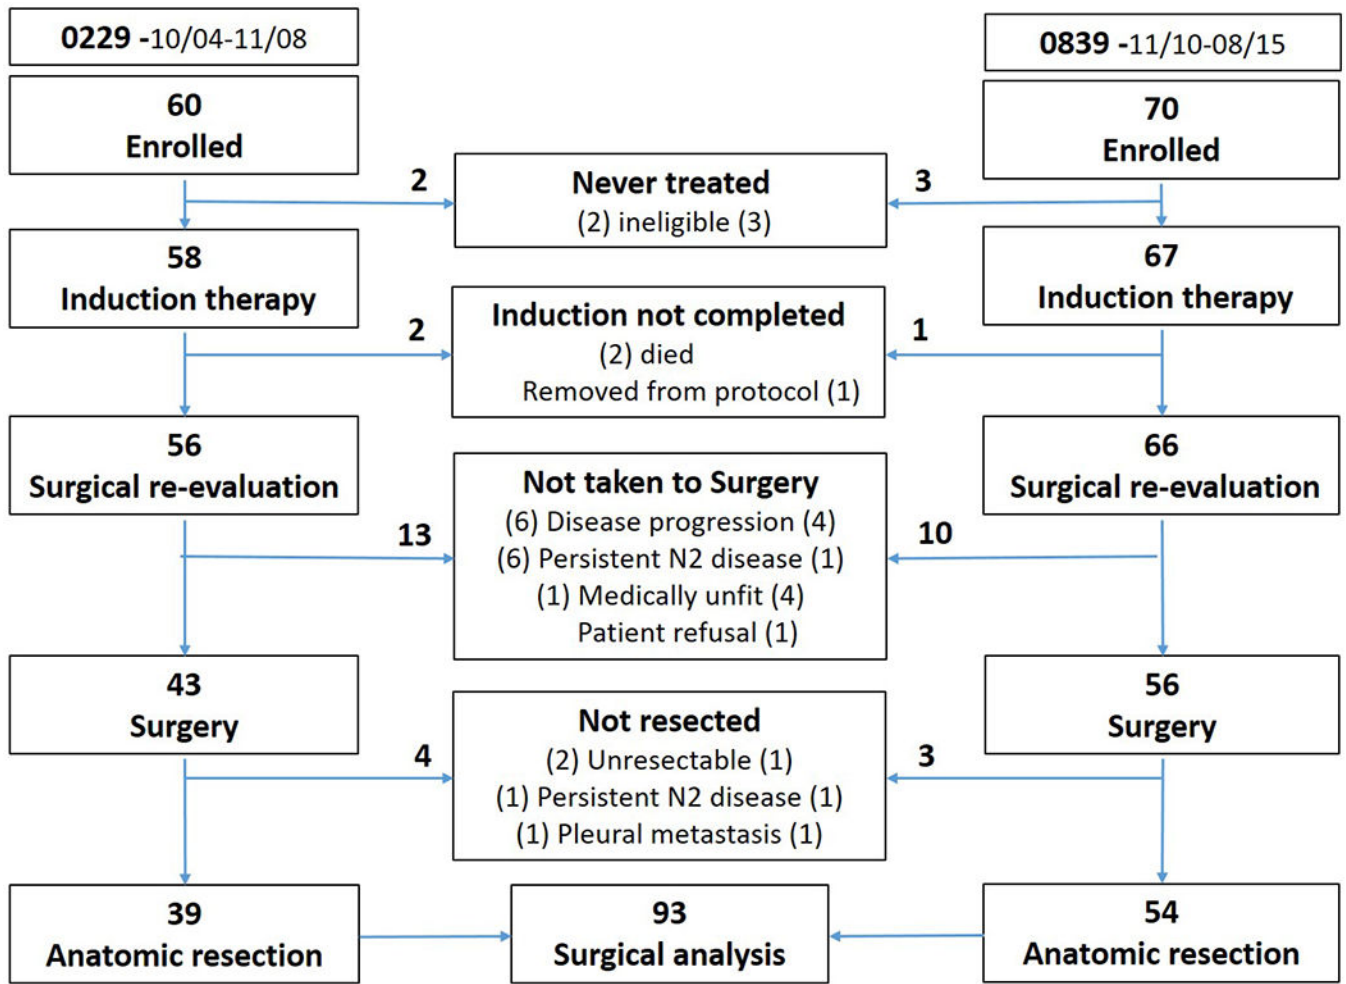 0229 -10/04-11/08
0839 -11/10-08/15
60
Enrolled
70
Enrolled
2
Never treated
(2) ineligible (3)
3
58
Induction therapy
67
Induction therapy
2
Induction not completed
(2) died
Removed from protocol (1)
1
56
Surgical re-evaluation
66
Surgical re-evaluation
13
Not taken to Surgery
(6) Disease progression (4)
(6) Persistent N2 disease (1)
(1) Medically unfit (4)
Patient refusal (1)
10
43
Surgery
56
Surgery
4
Not resected
(2) Unresectable (1)
(1) Persistent N2 disease (1)
(1) Pleural metastasis (1)
3
39
Anatomic resection
93
Surgical analysis
54
Anatomic resection